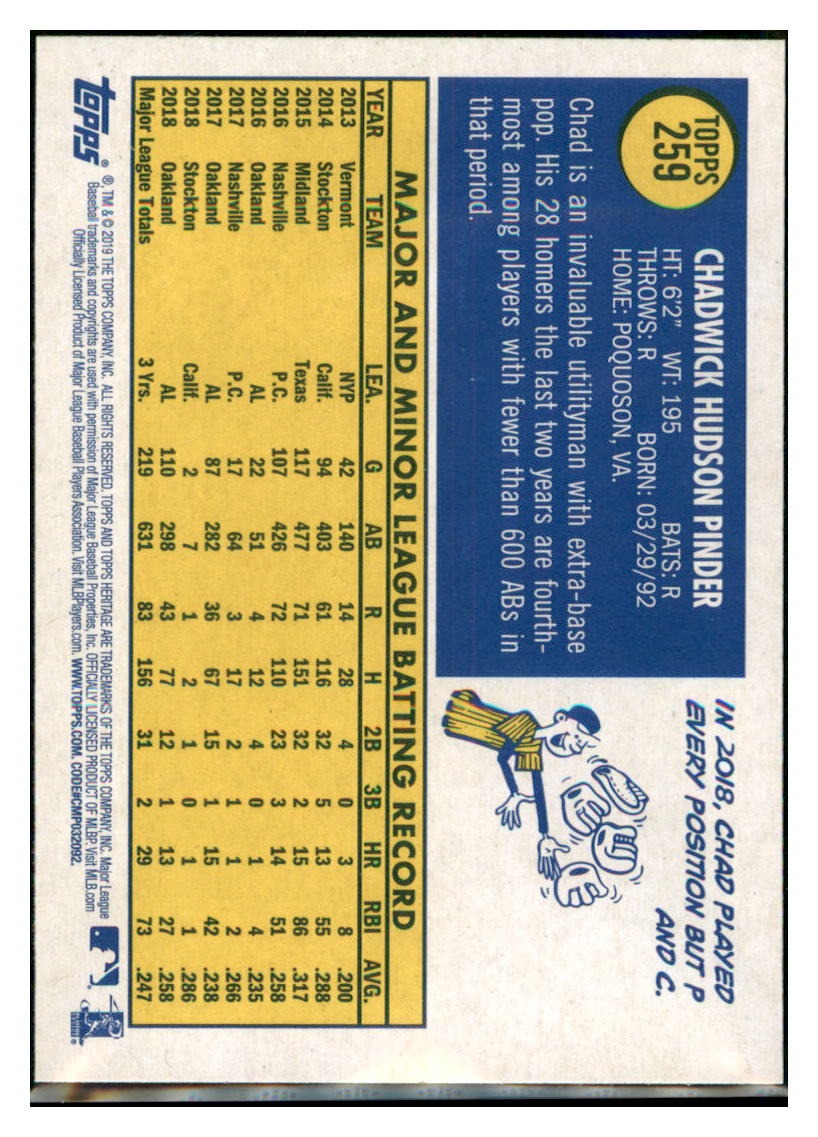 TOPPS
259
CHADWICK HUDSON PINDER
HT: 6'2" WT: 195 BATS: R
THROWS: R BORN: 03/29/92
HOME: POQUOSON, VA.
Chad is an invaluable utilityman with extra-base
pop. His 28 homers the last two years are fourth-
most among players with fewer than 600 ABs in
that period.
IN 2018, CHAD PLAYED
EVERY POSITION BUT P
AND C.
MAJOR AND MINOR LEAGUE BATTING RECORD
YEAR TEAM LEA. G AB R H 2B 3B HR RBI AVG.
2013 Vermont NYP 42 140 14 28 4 0 3 8 .200
2014 Stockton Calif. 94 403 61 116 32 5 13 55 .288
2015 Midland Texas 117 477 71 151 32 2 15 86 .317
2016 Nashville P.C. 107 426 72 110 23 3 14 51 .258
2016 Oakland AL 22 51 4 12 4 0 1 4 .235
2017 Nashville P.C. 17 64 3 17 2 1 1 2 .266
2017 Oakland AL 87 282 36 67 15 1 15 42 .238
2018 Stockton Calif. 2 7 1 2 1 0 1 1 .286
2018 Oakland AL 110 298 43 77 12 1 13 27 .258
Major League Totals 3 Yrs. 219 631 83 156 31 2 29 73 .247
topps
®, TM & © 2019 THE TOPPS COMPANY, INC. ALL RIGHTS RESERVED. TOPPS AND TOPPS HERITAGE ARE TRADEMARKS OF THE TOPPS COMPANY, INC. Major League
Baseball trademarks and copyrights are used with permission of Major League Baseball Properties, Inc. OFFICIALLY LICENSED PRODUCT OF MLBP. Visit MLB.com
Officially Licensed Product of Major League Baseball Players Association. Visit MLBPlayers.com. WWW.TOPPS.COM. CODE#CMP032092.